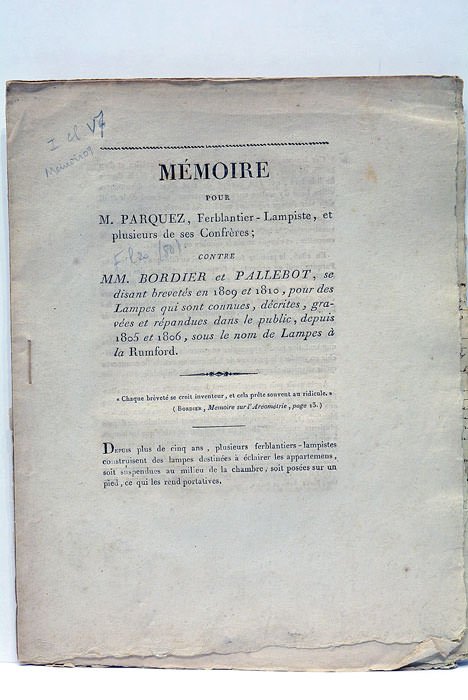 MÉMOIRE
POUR
M. PARQUEZ, Ferblantier-Lampiste, et
plusieurs de ses Confrères;
CONTRE
MM. BORDIER et PALLEBOT, se
disant brevetés en 1809 et 1810, pour des
Lampes qui sont connues, décrites, gra-
vées et répandues dans le public, depuis
1805 et 1806, sous le nom de Lampes à
la Rumford.
« Chaque brèveté se croit inventeur, et cela prête souvent au ridicule. »
( BORDIER, Memoire sur l'Aréometrie, page 13. )
DEPUIS plus de cinq ans, plusieurs ferblantiers-lampistes
construisent des lampes destinées à éclairer les appartemens,
soit suspendues au milieu de la chambre, soit posées sur un
pied, ce qui les rend portatives.